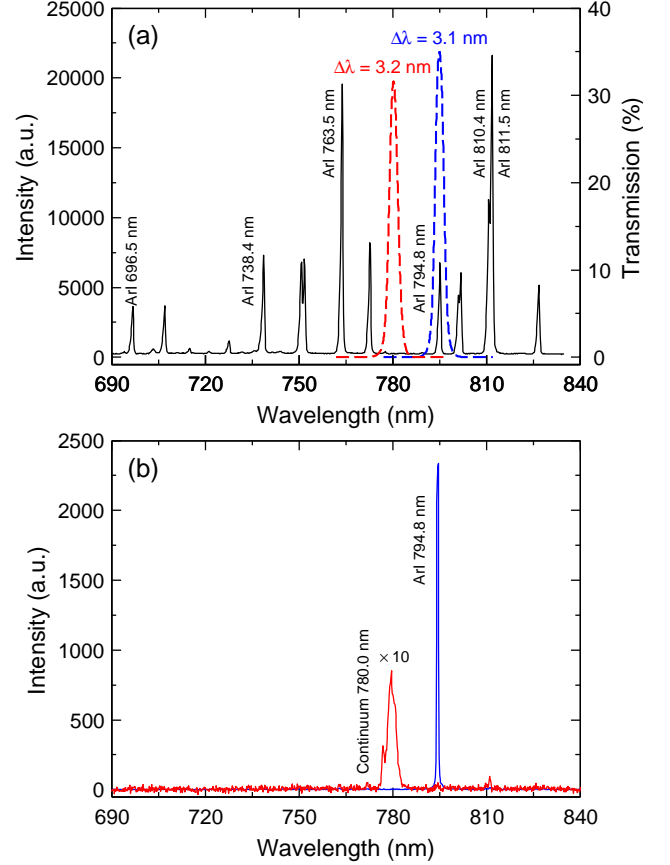 (a)
Δλ = 3.1 nm
Δλ = 3.2 nm
25000
20000
15000
10000
5000
0
Intensity (a.u.)
40
30
20
10
0
Transmission (%)
ArI 696.5 nm
ArI 738.4 nm
ArI 763.5 nm
ArI 794.8 nm
ArI 810.4 nm
ArI 811.5 nm
690 720 750 780 810 840
Wavelength (nm)
(b)
2500
2000
1500
1000
500
0
Intensity (a.u.)
Continuum 780.0 nm
× 10
ArI 794.8 nm
690 720 750 780 810 840
Wavelength (nm)